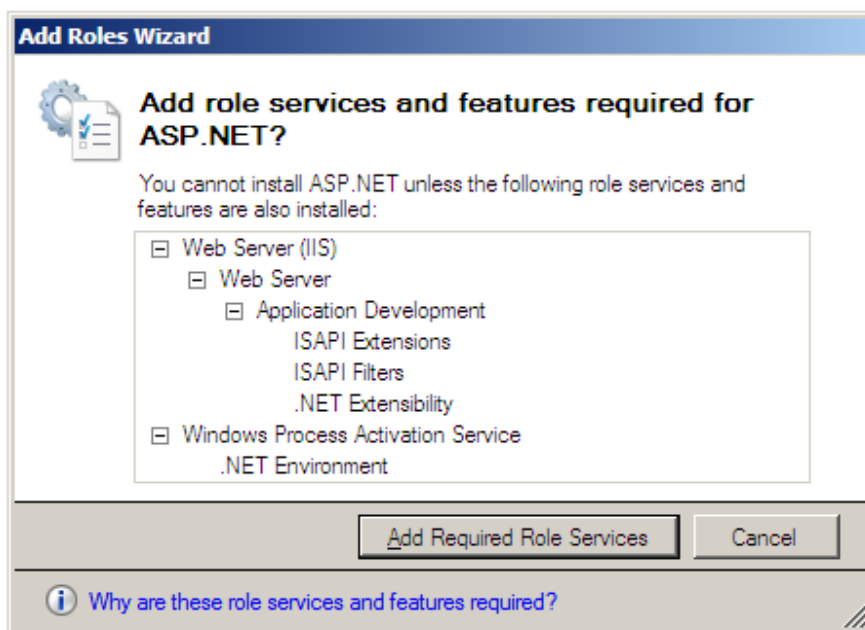 Add Roles Wizard
Add role services and features required for
ASP.NET?
You cannot install ASP.NET unless the following role services and
features are also installed:
Web Server (IIS)
Web Server
Application Development
ISAPI Extensions
ISAPI Filters
.NET Extensibility
Windows Process Activation Service
.NET Environment
Add Required Role Services Cancel
Why are these role services and features required?